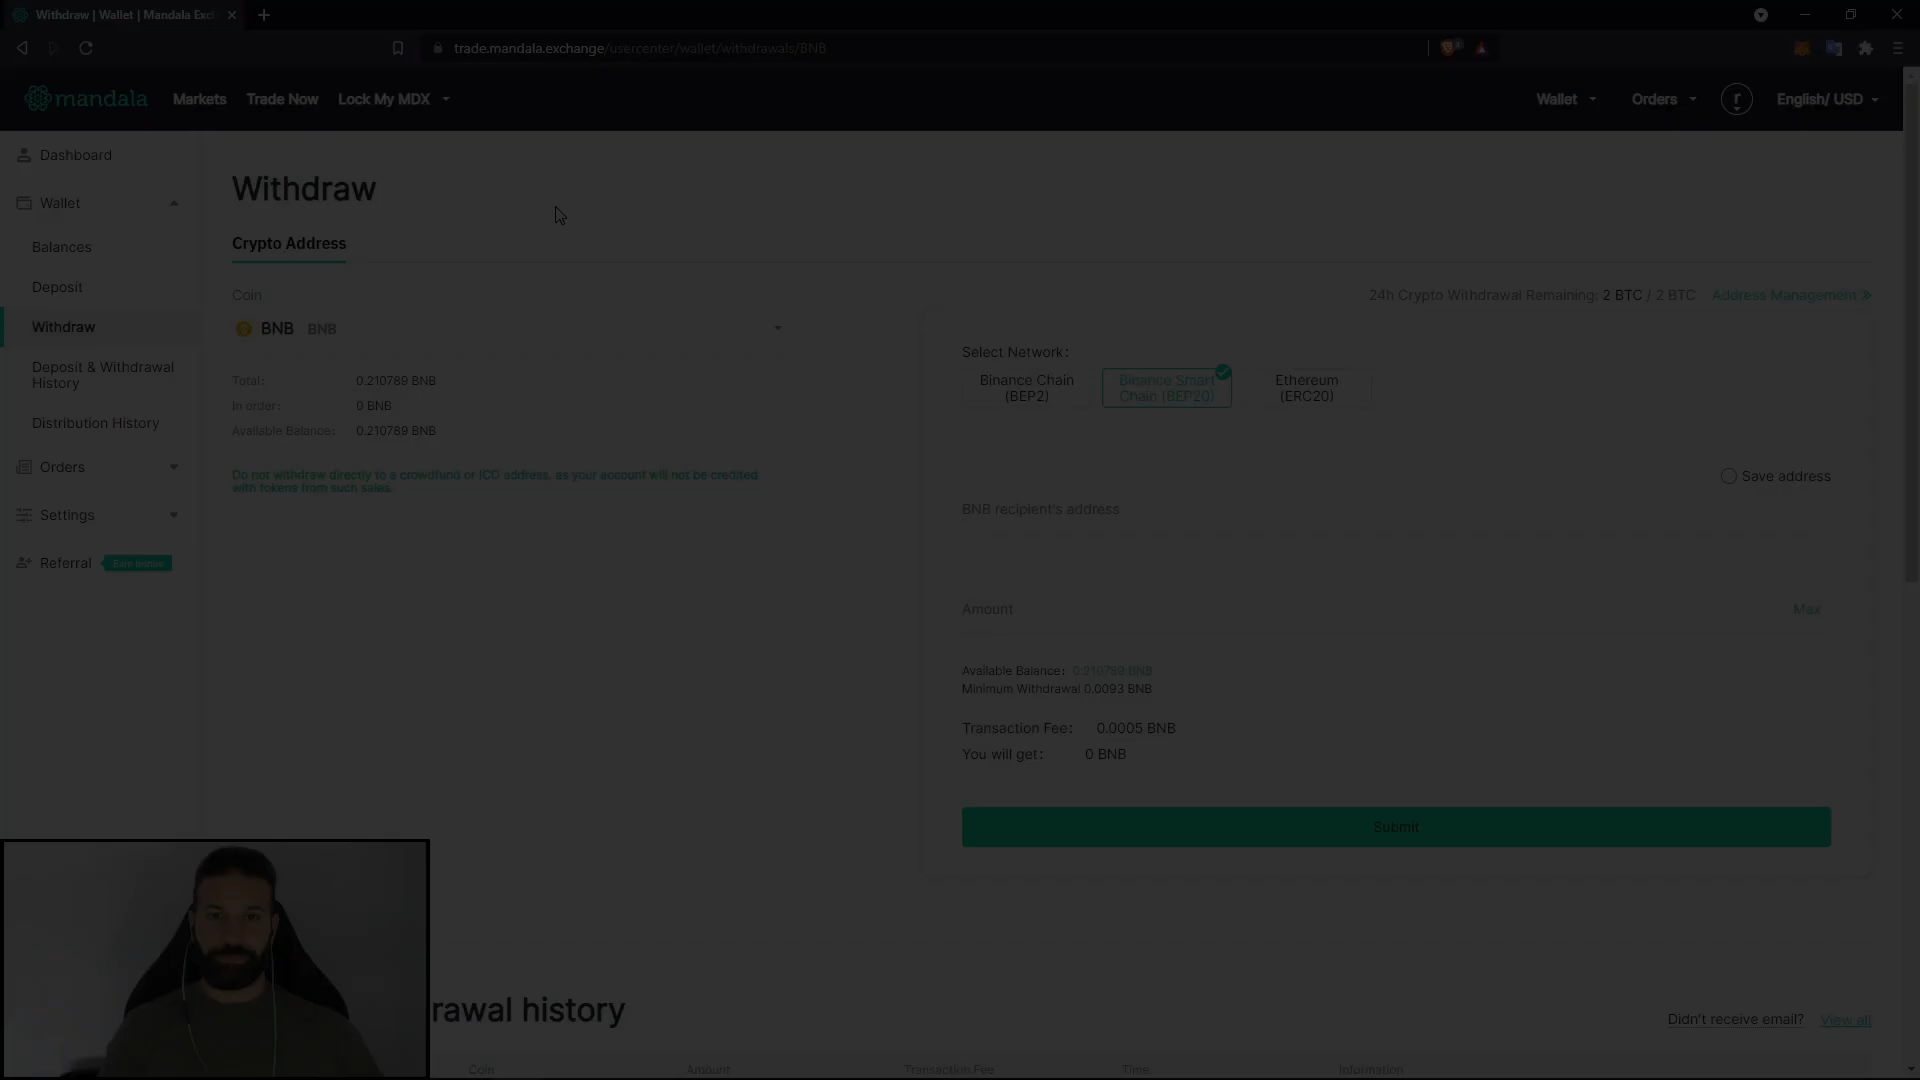 Withdraw | Wallet | Mandala Exc
trade.mandala.exchange/usercenter/wallet/withdrawals/BNB
mandala
Markets
Trade Now
Lock My MDX
Wallet
Orders
r
English/ USD
Dashboard
Wallet
Balances
Deposit
Withdraw
Deposit & Withdrawal
History
Distribution History
Orders
Settings
Referral
Earn bonus
Withdraw
Crypto Address
Coin
BNB BNB
Total: 0.210789 BNB
In order: 0 BNB
Available Balance: 0.210789 BNB
Do not withdraw directly to a crowdfund or ICO address, as your account will not be credited
with tokens from such sales.
24h Crypto Withdrawal Remaining: 2 BTC / 2 BTC
Address Management
Select Network:
Binance Chain
(BEP2)
Binance Smart
Chain (BEP20)
Ethereum
(ERC20)
Save address
BNB recipient's address
Amount
Max
Available Balance: 0.210789 BNB
Minimum Withdrawal 0.0093 BNB
Transaction Fee: 0.0005 BNB
You will get: 0 BNB
Submit
rawal history
Didn't receive email?
View all
Coin
Amount
Transaction Fee
Time
Information